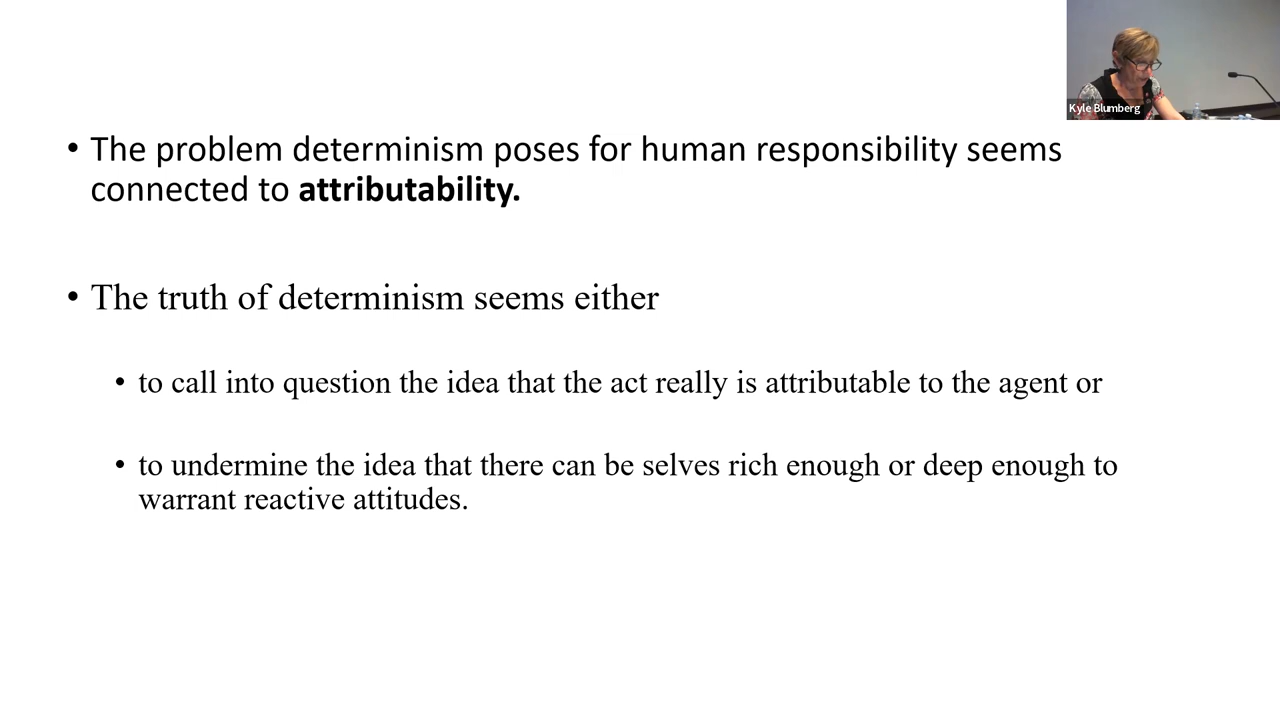 Kyle Blumberg
• The problem determinism poses for human responsibility seems
connected to attributability.
• The truth of determinism seems either
• to call into question the idea that the act really is attributable to the agent or
• to undermine the idea that there can be selves rich enough or deep enough to
warrant reactive attitudes.